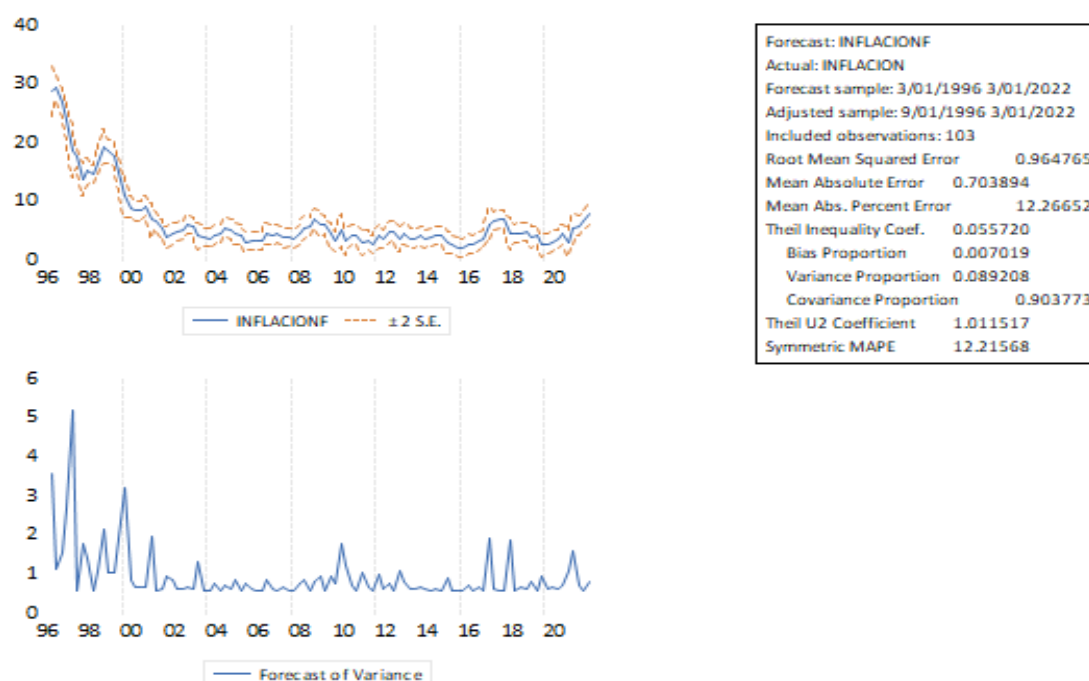 40
30
20
10
0
96 98 00 02 04 06 08 10 12 14 16 18 20
INFLACIONF ± 2 S.E.
Forecast: INFLACIONF
Actual: INFLACION
Forecast sample: 3/01/1996 3/01/2022
Adjusted sample: 9/01/1996 3/01/2022
Included observations: 103
Root Mean Squared Error 0.964765
Mean Absolute Error 0.703894
Mean Abs. Percent Error 12.26652
Theil Inequality Coef. 0.055720
Bias Proportion 0.007019
Variance Proportion 0.089208
Covariance Proportion 0.903773
Theil U2 Coefficient 1.011517
Symmetric MAPE 12.21568
6
5
4
3
2
1
0
96 98 00 02 04 06 08 10 12 14 16 18 20
Forecast of Variance